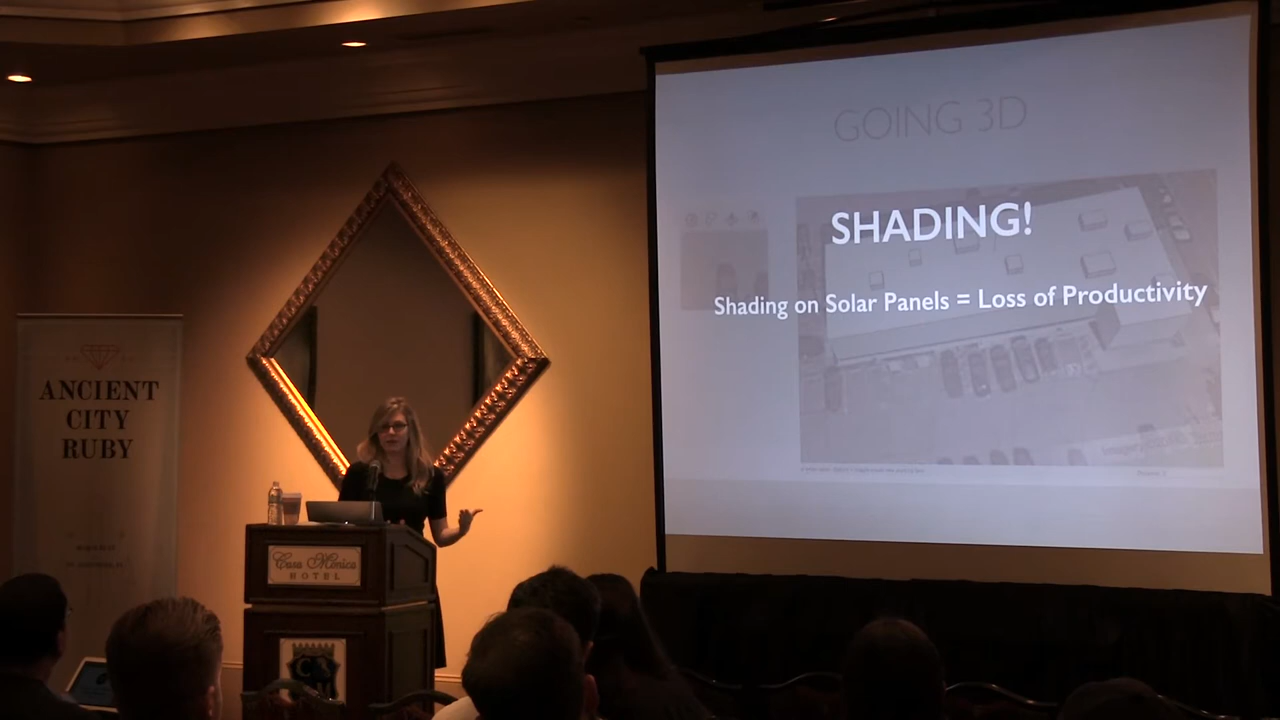 GOING 3D
SHADING!
Shading on Solar Panels = Loss of Productivity
ANCIENT
CITY
RUBY
Casa Monica
HOTEL